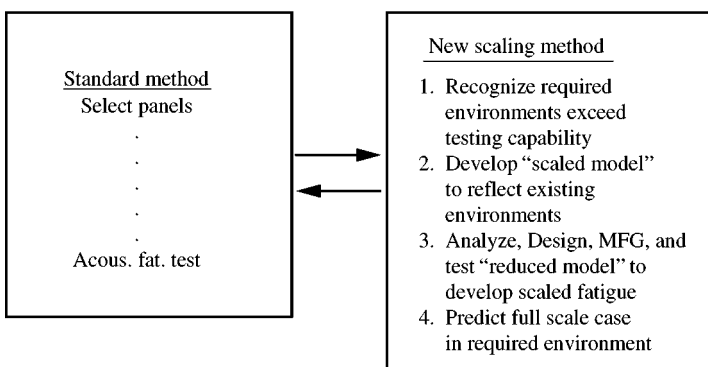 Standard method
Select panels
.
.
.
.
.
Acous. fat. test
New scaling method
1. Recognize required
environments exceed
testing capability
2. Develop “scaled model”
to reflect existing
environments
3. Analyze, Design, MFG, and
test “reduced model” to
develop scaled fatigue
4. Predict full scale case
in required environment